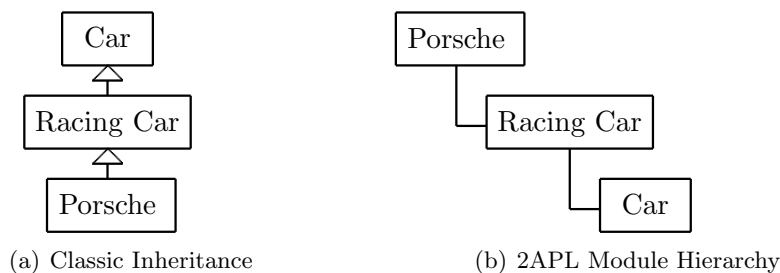 Car
Racing Car
Porsche
(a) Classic Inheritance
Porsche
Racing Car
Car
(b) 2APL Module Hierarchy